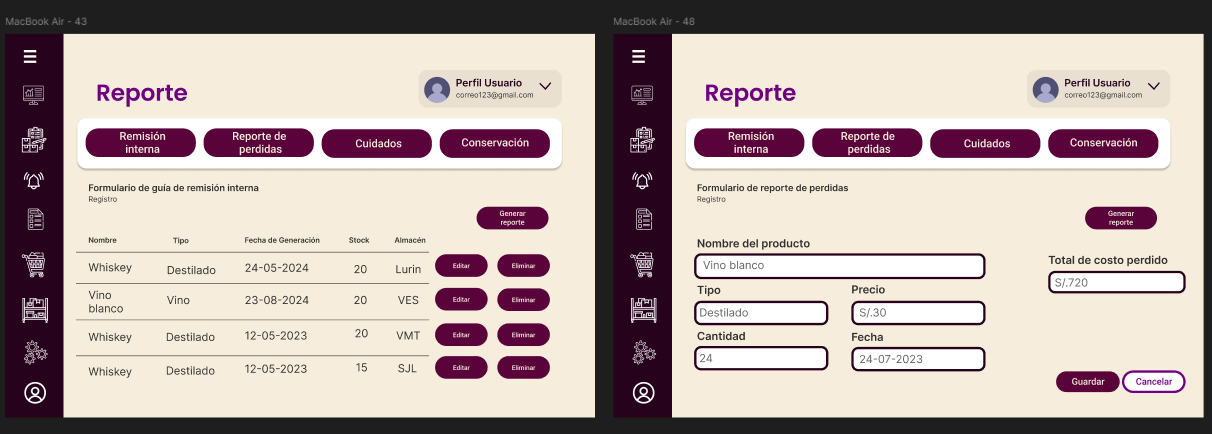 MacBook Air - 43
Reporte
Perfil Usuario
correo123@gmail.com
Remisión
interna
Reporte de
perdidas
Cuidados
Conservación
Formulario de guía de remisión interna
Registro
Generar
reporte
Nombre Tipo Fecha de Generación Stock Almacén
Whiskey Destilado 24-05-2024 20 Lurin Editar Eliminar
Vino
blanco
Vino 23-08-2024 20 VES Editar Eliminar
Whiskey Destilado 12-05-2023 20 VMT Editar Eliminar
Whiskey Destilado 12-05-2023 15 SJL Editar Eliminar
MacBook Air - 48
Reporte
Perfil Usuario
correo123@gmail.com
Remisión
interna
Reporte de
perdidas
Cuidados
Conservación
Formulario de reporte de perdidas
Registro
Generar
reporte
Nombre del producto
Vino blanco
Total de costo perdido
S/.720
Tipo Precio
Destilado S/.30
Cantidad Fecha
24 24-07-2023
Guardar Cancelar